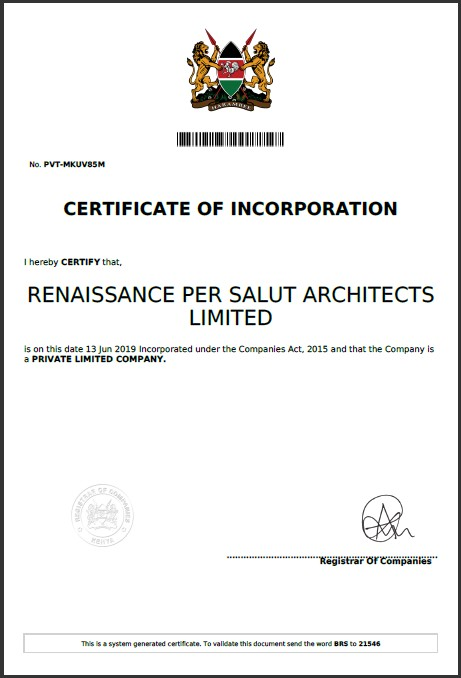 HARAMBEE
No. PVT-MKUV85M
CERTIFICATE OF INCORPORATION
I hereby CERTIFY that,
RENAISSANCE PER SALUT ARCHITECTS
LIMITED
is on this date 13 Jun 2019 Incorporated under the Companies Act, 2015 and that the Company is
a PRIVATE LIMITED COMPANY.
REGISTRAR OF COMPANIES
KENYA
Registrar Of Companies
This is a system generated certificate. To validate this document send the word BRS to 21546